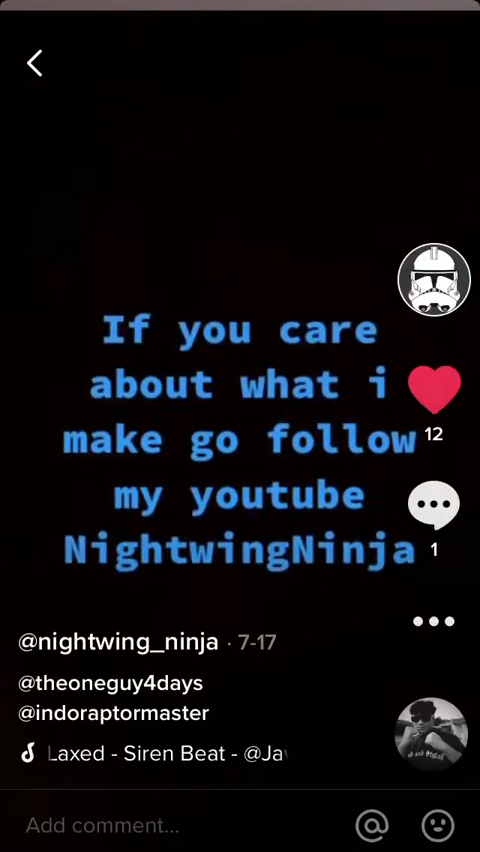 If you care
about what i
make go follow
my youtube
NightwingNinja
12
1
@nightwing_ninja · 7-17
@theoneguy4days
@indoraptormaster
Laxed - Siren Beat - @Ja
Add comment...